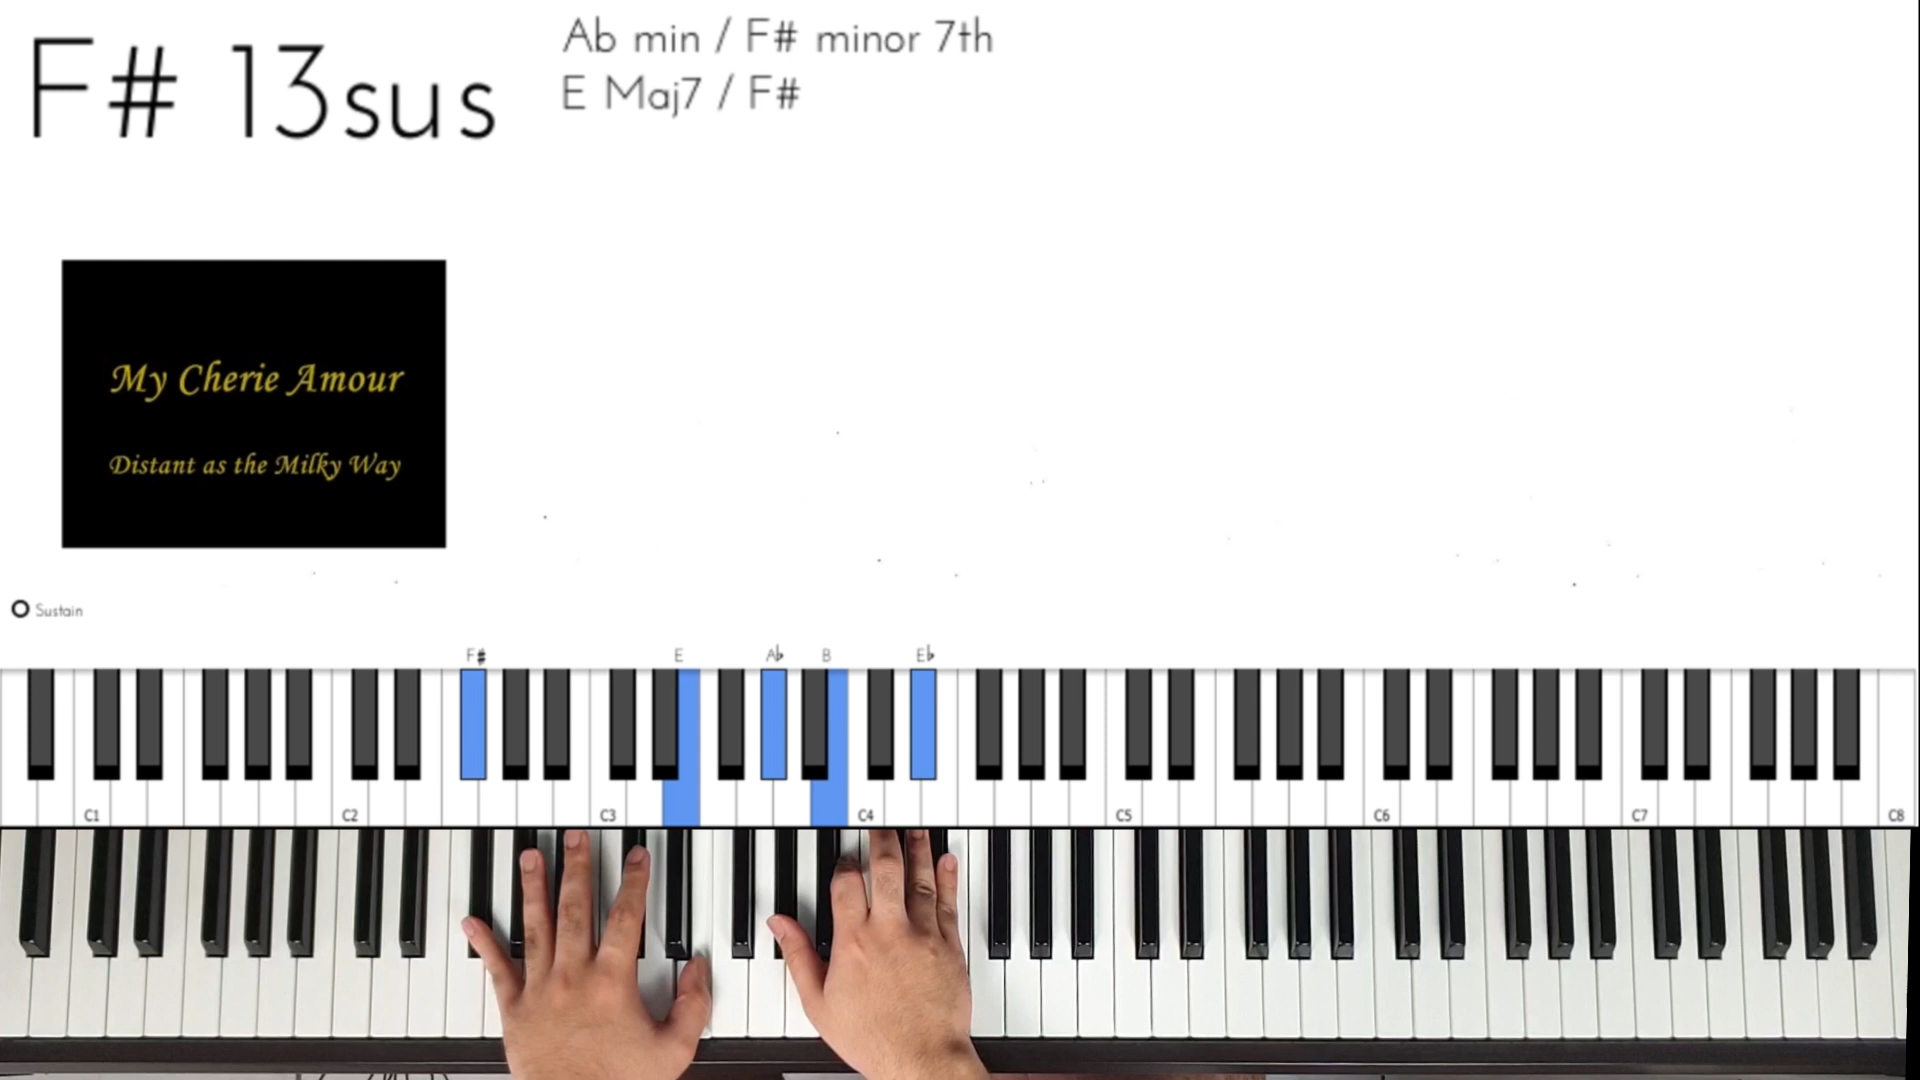 F# 13sus
Ab min / F# minor 7th
E Maj7 / F#
My Cherie Amour
Distant as the Milky Way
Sustain
F# E Ab B Eb
C1 C2 C3 C4 C5 C6 C7 C8